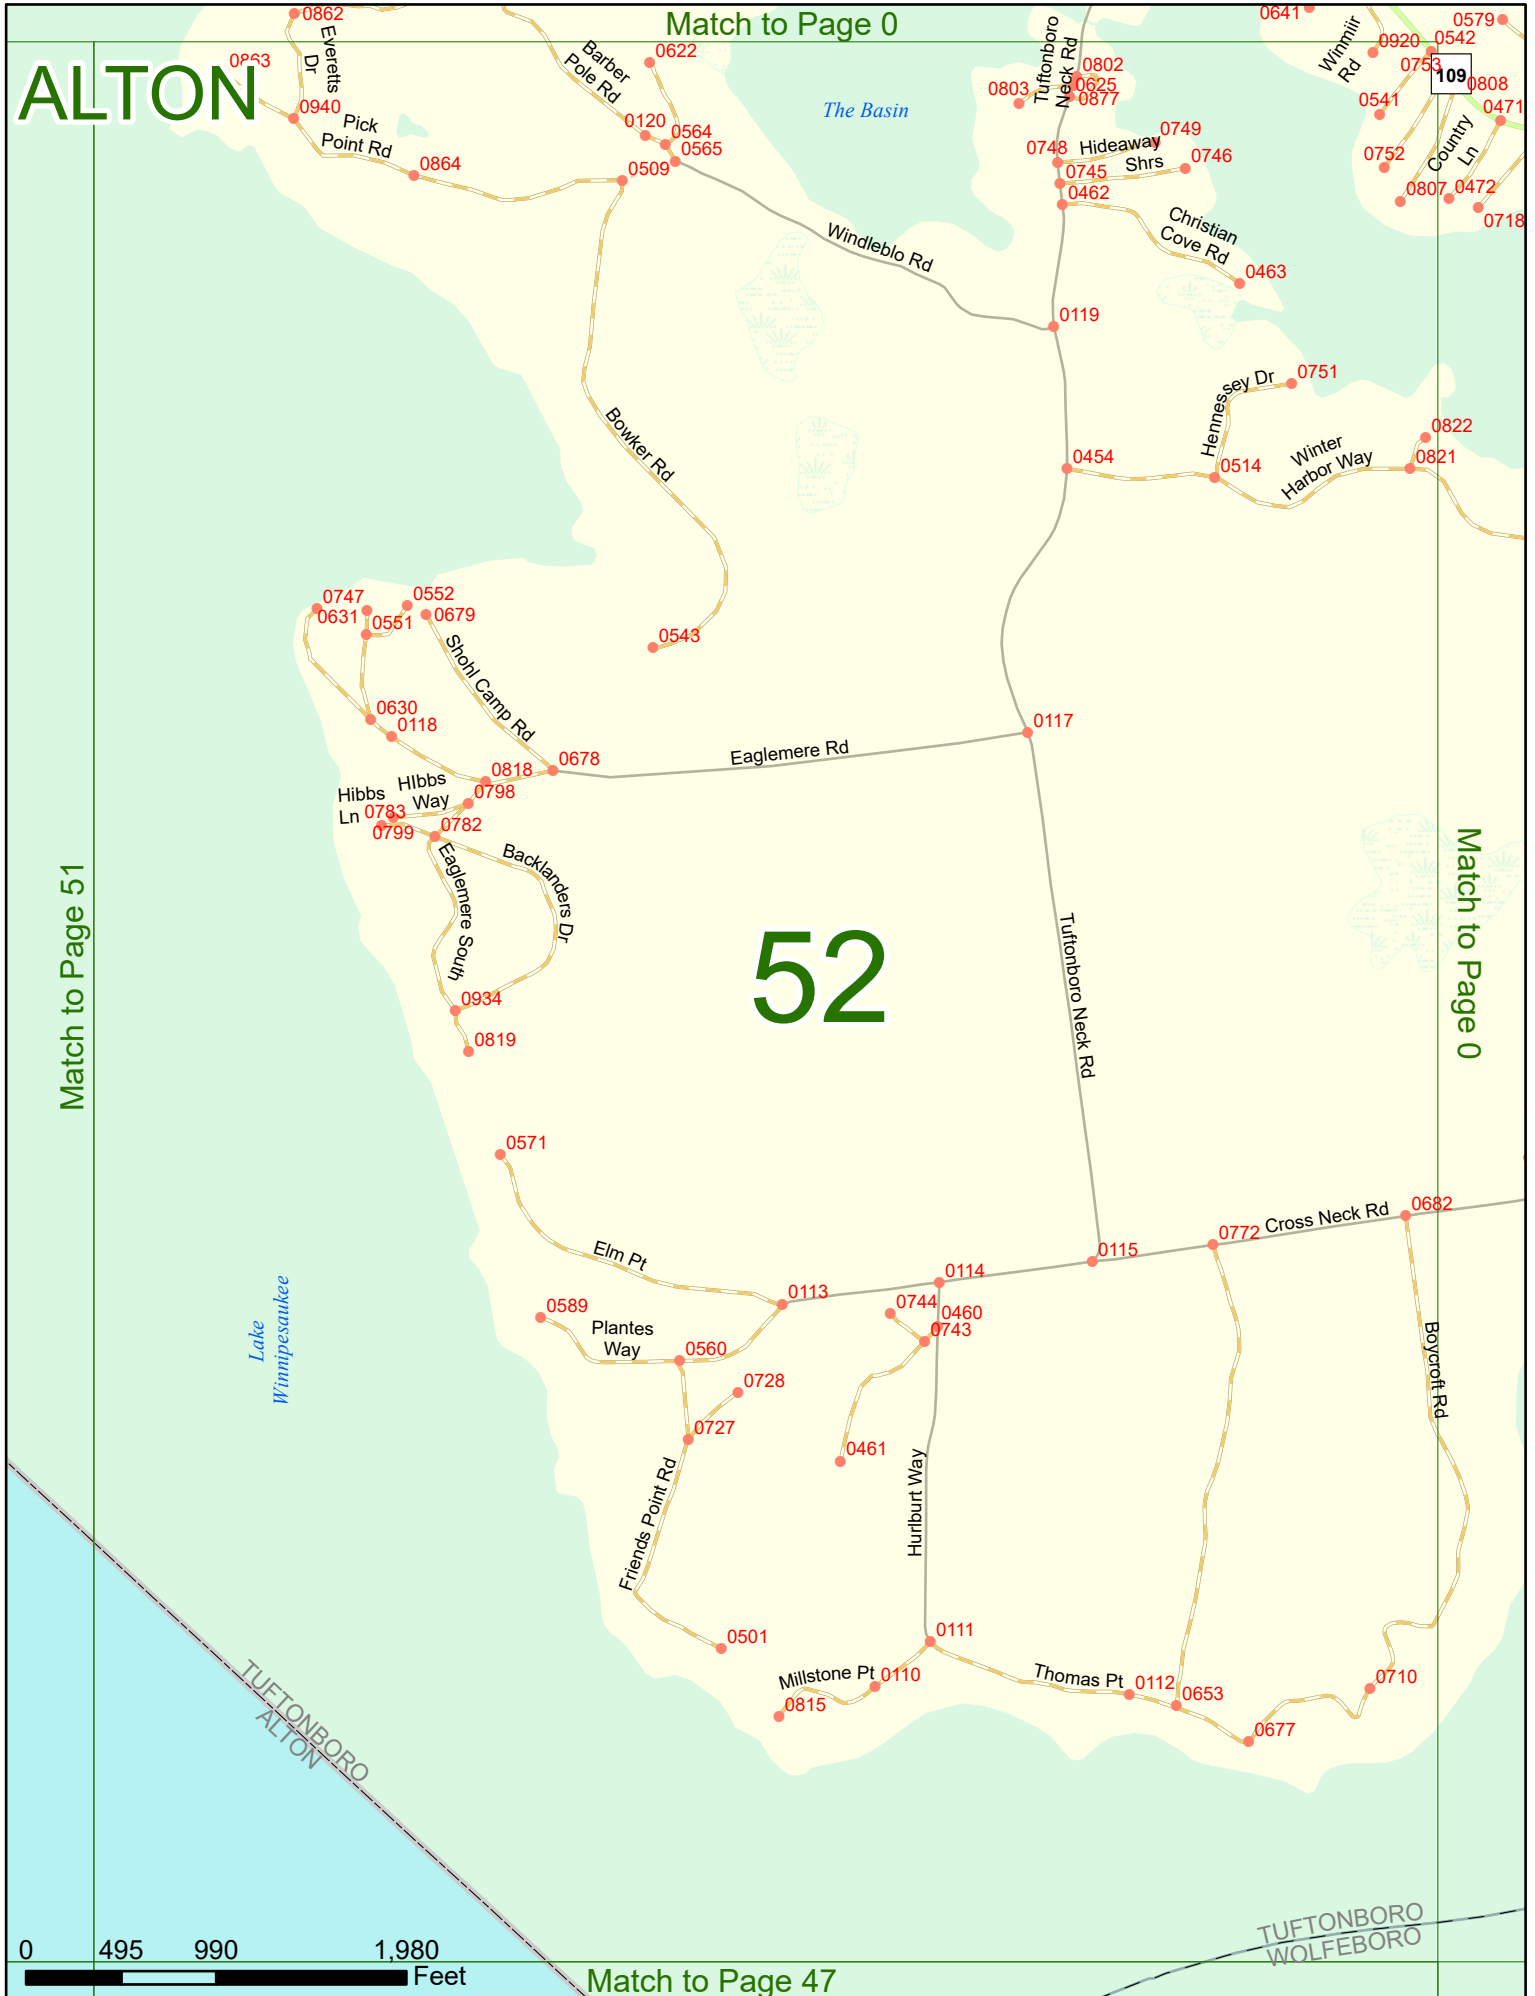 Match to Page 0
ALTON
0862
Everetts
Dr
0863
0940
Pick
Point Rd
0864
Barber
Pole Rd
0622
0120
0564
0565
0509
The Basin
Tuftonboro
Neck Rd
0802
0625
0877
0803
0641
Winmiir
Rd
0920
0579
0542
0753
109
0808
0471
0541
Country
Ln
0752
0807
0472
0718
0748
Hideaway
Shrs
0749
0746
0745
0462
Christian
Cove Rd
0463
Windleblo Rd
0119
Hennessey Dr
0751
0822
0821
Winter
Harbor Way
0454
0514
Bowker Rd
0543
0747
0631
0551
0552
0679
Shohl Camp Rd
0630
0118
0678
Eaglemere Rd
0117
0818
HIbbs
Way
0798
Hibbs
Ln
0783
0799
0782
Backlanders Dr
Eaglemere South
0934
0819
Match to Page 51
52
Tuftonboro Neck Rd
Match to Page 0
0571
Elm Pt
0113
0114
0115
0772
Cross Neck Rd
0682
Lake
Winnipesaukee
0589
Plantes
Way
0560
0744
0460
0743
0728
0727
0461
Boycroft Rd
Hurlburt Way
Friends Point Rd
0501
0111
Millstone Pt
0110
0815
Thomas Pt
0112
0653
0710
0677
TUFTONBORO
ALTON
TUFTONBORO
WOLFEBORO
0 495 990 1,980
Feet
Match to Page 47